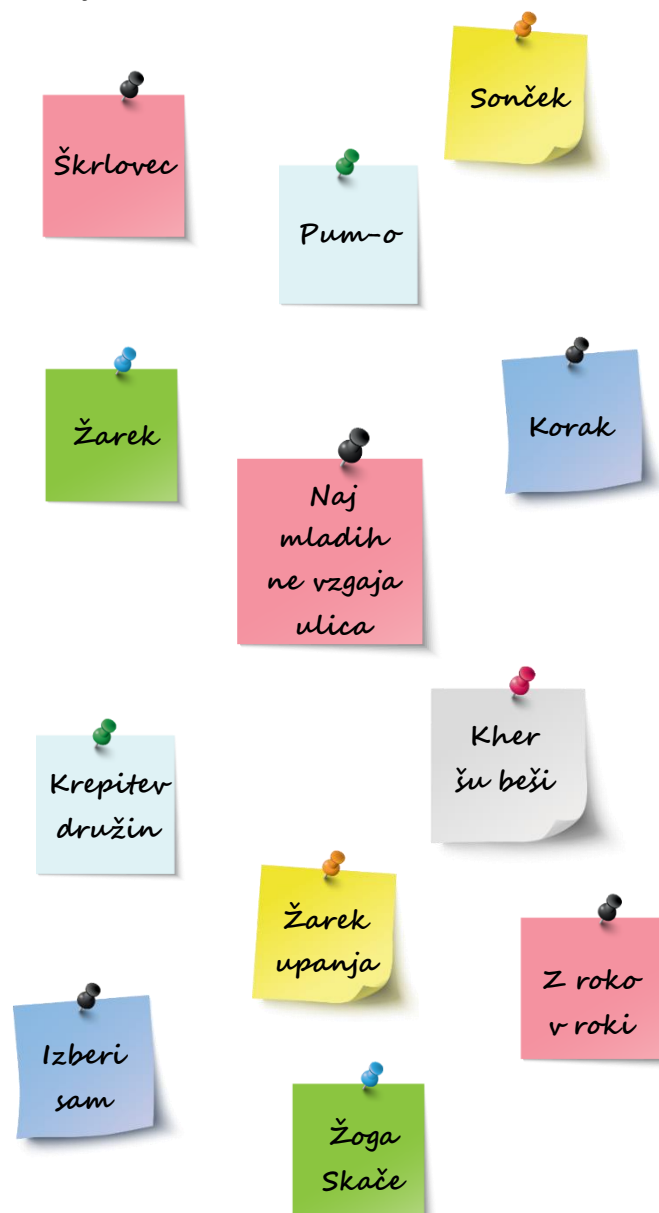 Sonček
Škrlovec
Pum-o
Žarek
Korak
Naj
mladih
ne vzgaja
ulica
Kher
šu beši
Krepitev
družin
Žarek
upanja
Z roko
v roki
Izberi
sam
Žoga
Skače